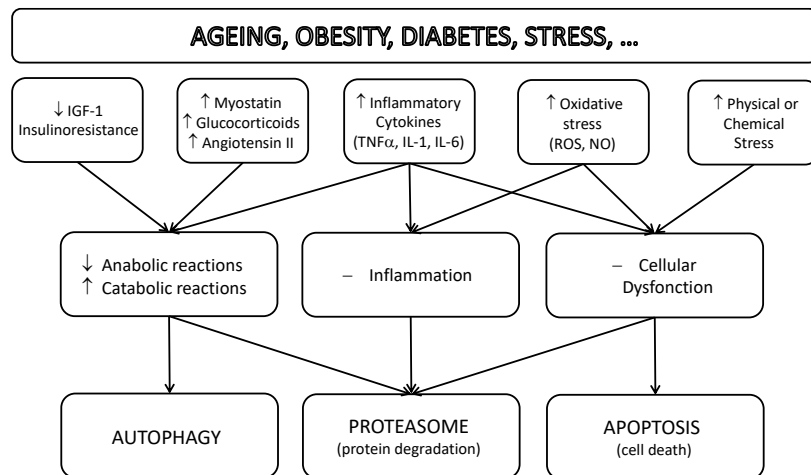 AGEING, OBESITY, DIABETES, STRESS, ...
↓ IGF-1
Insulinoresistance
↑ Myostatin
↑ Glucocorticoids
↑ Angiotensin II
↑ Inflammatory
Cytokines
(TNFα, IL-1, IL-6)
↑ Oxidative
stress
(ROS, NO)
↑ Physical or
Chemical
Stress
↓ Anabolic reactions
↑ Catabolic reactions
– Inflammation
– Cellular
Dysfonction
AUTOPHAGY
PROTEASOME
(protein degradation)
APOPTOSIS
(cell death)